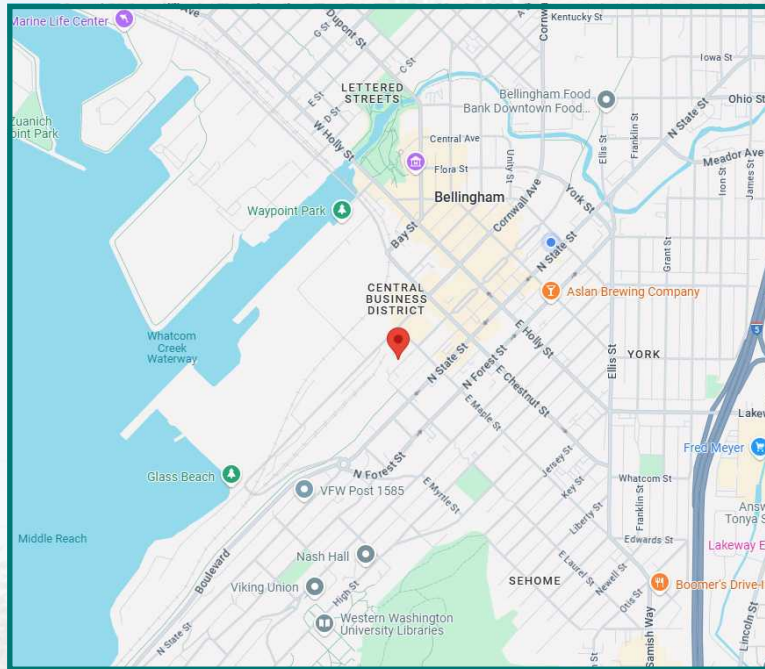 Marine Life Center
Dupont St
G St
C St
Cornw
Kentucky St
Iowa St
LETTERED
STREETS
E St
D St
W Holly St
Bellingham Food
Bank Downtown Food...
Ohio St
N State St
Zuanich
oint Park
Central Ave
Flora St
Unity St
Ellis St
Franklin St
Meador Ave
Iron St
James St
Bellingham
Cornwall Ave
York St
Waypoint Park
Bay St
N State St
Grant St
CENTRAL
BUSINESS
DISTRICT
Aslan Brewing Company
Whatcom
Creek
Waterway
E Holly St
Ellis St
YORK
5
N State St
N Forest St
E Chestnut St
E Maple St
Lakew
Fred Meyer
Glass Beach
N Forest St
Jersey St
Key St
Liberty St
Whatcom St
Franklin St
VFW Post 1585
E Myrtle St
Answ
Tonya S
Middle Reach
Edwards St
Lakeway E
Boulevard
Nash Hall
E Laurel St
Newell St
Otis St
SEHOME
Boomer's Drive-I
Viking Union
High St
Western Washington
University Libraries
N State St
Samish Way
Lincoln St